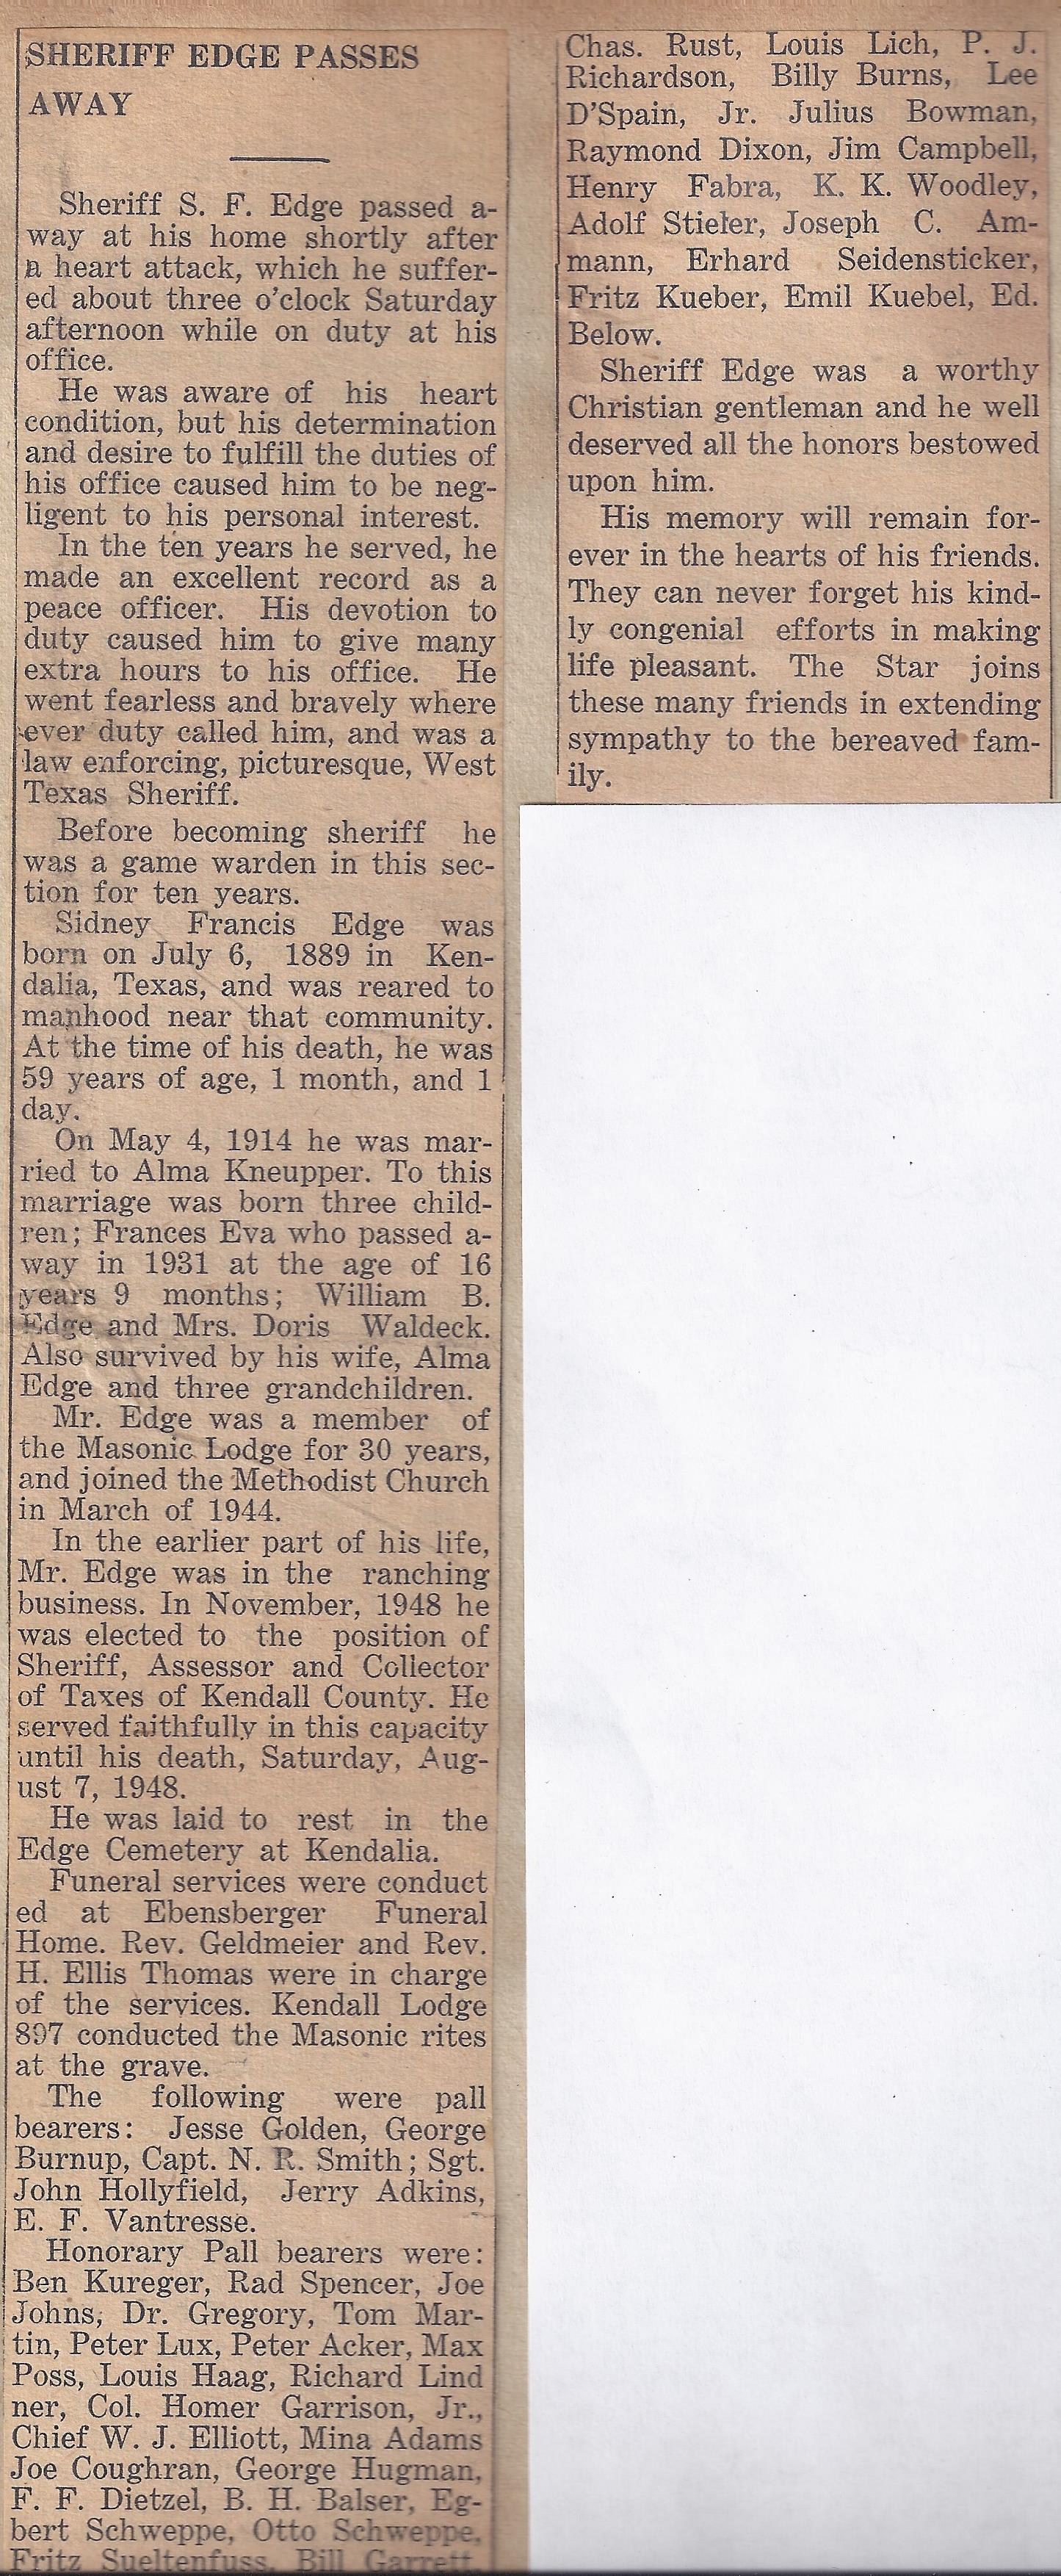 SHERIFF EDGE PASSES
AWAY
Sheriff S. F. Edge passed a-
way at his home shortly after
a heart attack, which he suffer-
ed about three o'clock Saturday
afternoon while on duty at his
office.
He was aware of his heart
condition, but his determination
and desire to fulfill the duties of
his office caused him to be neg-
ligent to his personal interest.
In the ten years he served, he
made an excellent record as a
peace officer. His devotion to
duty caused him to give many
extra hours to his office. He
went fearless and bravely where
ever duty called him, and was a
law enforcing, picturesque, West
Texas Sheriff.
Before becoming sheriff he
was a game warden in this sec-
tion for ten years.
Sidney Francis Edge was
born on July 6, 1889 in Ken-
dalia, Texas, and was reared to
manhood near that community.
At the time of his death, he was
59 years of age, 1 month, and 1
day.
On May 4, 1914 he was mar-
ried to Alma Kneupper. To this
marriage was born three child-
ren; Frances Eva who passed a-
way in 1931 at the age of 16
years 9 months; William B.
Edge and Mrs. Doris Waldeck.
Also survived by his wife, Alma
Edge and three grandchildren.
Mr. Edge was a member of
the Masonic Lodge for 30 years,
and joined the Methodist Church
in March of 1944.
In the earlier part of his life,
Mr. Edge was in the ranching
business. In November, 1948 he
was elected to the position of
Sheriff, Assessor and Collector
of Taxes of Kendall County. He
served faithfully in this capacity
until his death, Saturday, Aug-
ust 7, 1948.
He was laid to rest in the
Edge Cemetery at Kendalia.
Funeral services were conduct
ed at Ebensberger Funeral
Home. Rev. Geldmeier and Rev.
H. Ellis Thomas were in charge
of the services. Kendall Lodge
897 conducted the Masonic rites
at the grave.
The following were pall
bearers: Jesse Golden, George
Burnup, Capt. N. R. Smith; Sgt.
John Hollyfield, Jerry Adkins,
E. F. Vantresse.
Honorary Pall bearers were:
Ben Kureger, Rad Spencer, Joe
Johns, Dr. Gregory, Tom Mar-
tin, Peter Lux, Peter Acker, Max
Poss, Louis Haag, Richard Lind
ner, Col. Homer Garrison, Jr.,
Chief W. J. Elliott, Mina Adams
Joe Coughran, George Hugman,
F. F. Dietzel, B. H. Balser, Eg-
bert Schweppe, Otto Schweppe,
Fritz Sueltenfuss, Bill Garrett,
Chas. Rust, Louis Lich, P. J.
Richardson, Billy Burns, Lee
D'Spain, Jr. Julius Bowman,
Raymond Dixon, Jim Campbell,
Henry Fabra, K. K. Woodley,
Adolf Stieler, Joseph C. Am-
mann, Erhard Seidensticker,
Fritz Kueber, Emil Kuebel, Ed.
Below.
Sheriff Edge was a worthy
Christian gentleman and he well
deserved all the honors bestowed
upon him.
His memory will remain for-
ever in the hearts of his friends.
They can never forget his kind-
ly congenial efforts in making
life pleasant. The Star joins
these many friends in extending
sympathy to the bereaved fam-
ily.